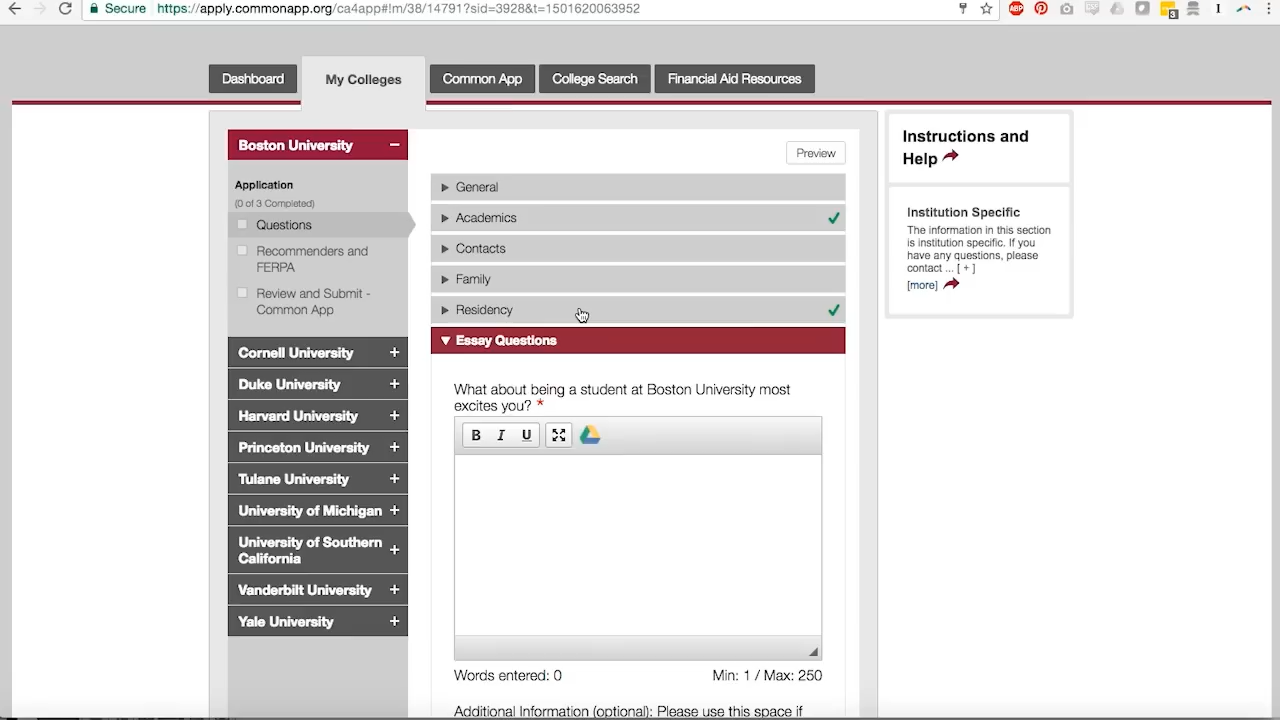 Secure https://apply.commonapp.org/ca4app#!m/38/14791?sid=3928&t=1501620063952
ABP
3
I
Dashboard
My Colleges
Common App
College Search
Financial Aid Resources
Boston University −
Application
(0 of 3 Completed)
Questions
Recommenders and
FERPA
Review and Submit -
Common App
Cornell University +
Duke University +
Harvard University +
Princeton University +
Tulane University +
University of Michigan +
University of Southern
California +
Vanderbilt University +
Yale University +
Preview
General
Academics
Contacts
Family
Residency
Essay Questions
What about being a student at Boston University most
excites you? *
B I U
Words entered: 0 Min: 1 / Max: 250
Additional Information (optional): Please use this space if
Instructions and
Help
Institution Specific
The information in this section
is institution specific. If you
have any questions, please
contact ... [ + ]
[more]